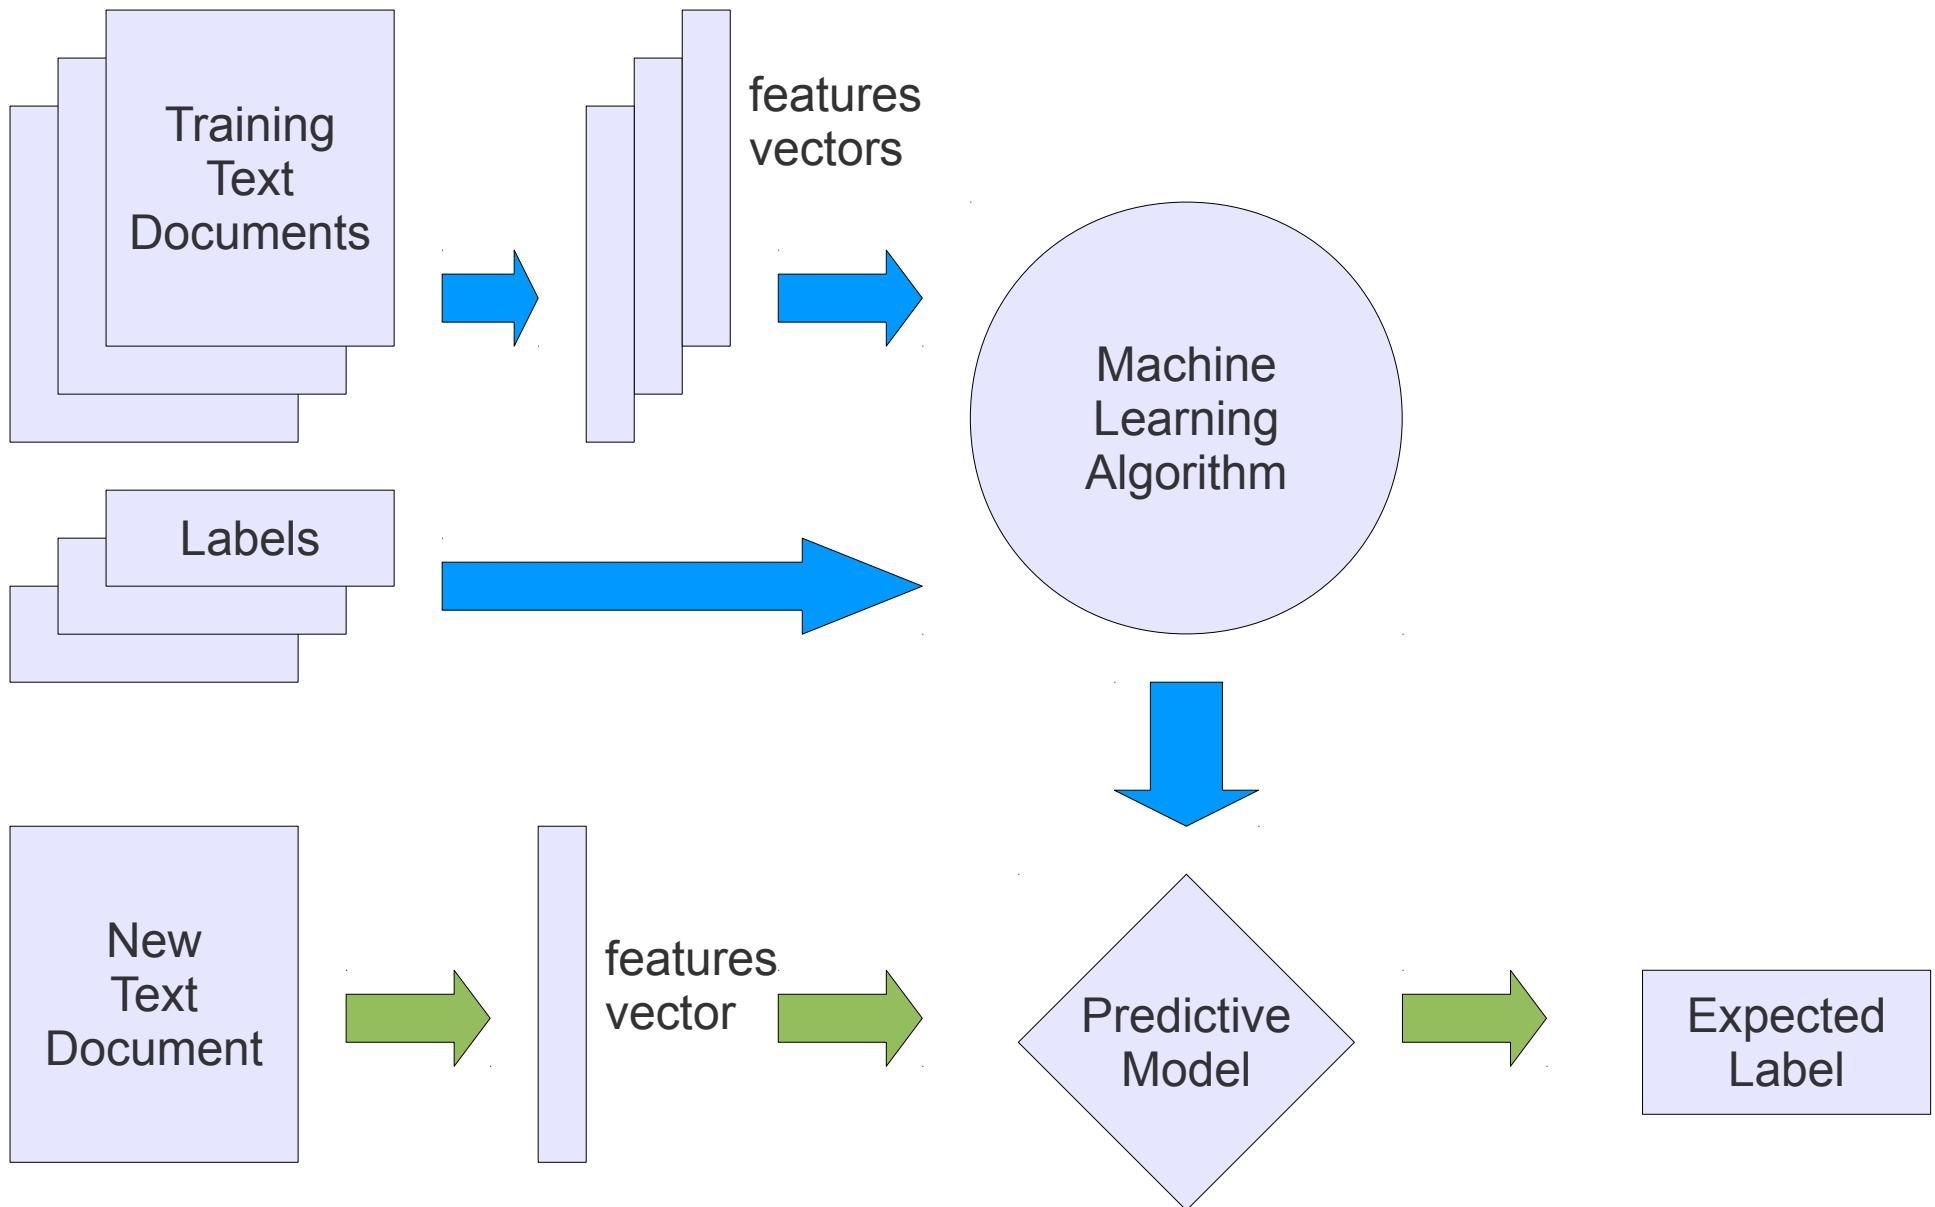 Training
Text
Documents
features
vectors
Machine
Learning
Algorithm
Labels
New
Text
Document
features
vector
Predictive
Model
Expected
Label